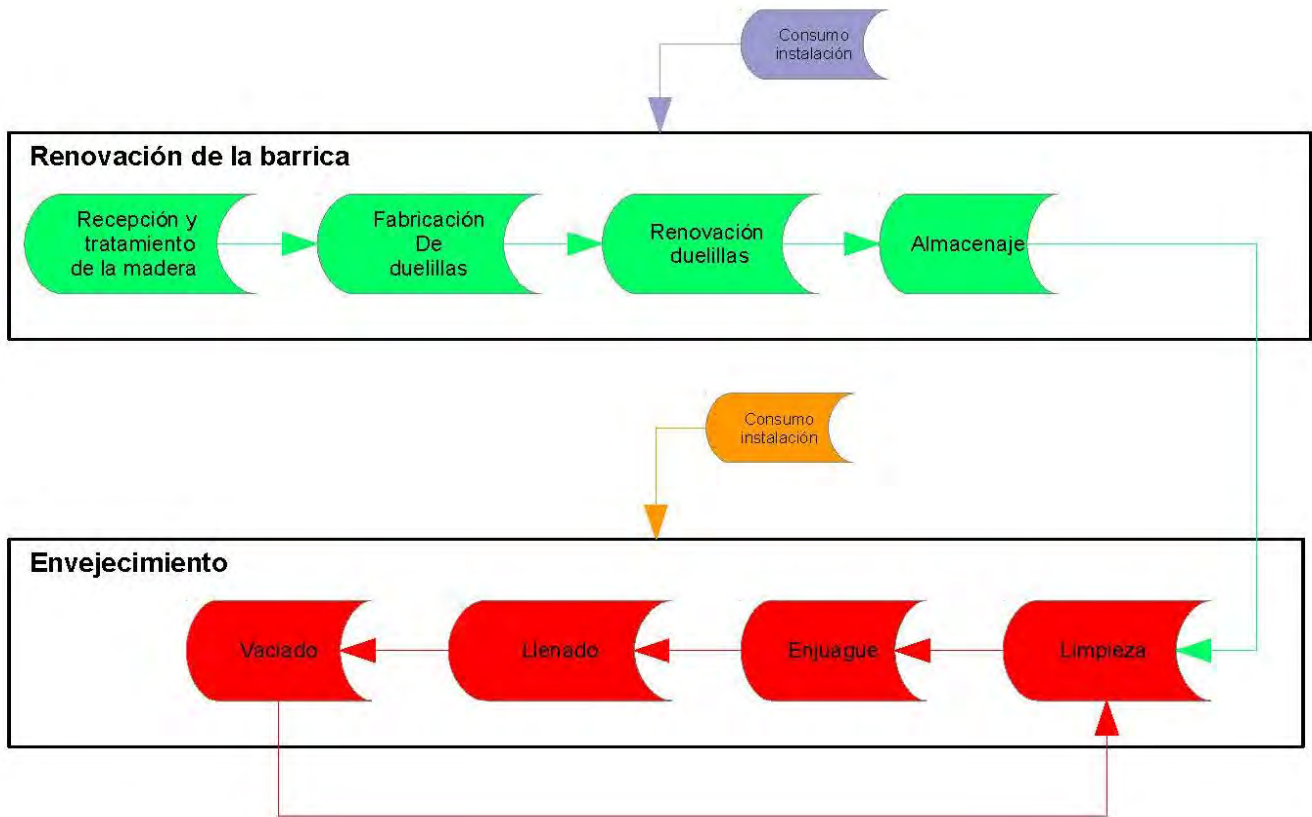 Consumo
instalación
Renovación de la barrica
Recepción y
tratamiento
de la madera
Fabricación
De
duelillas
Renovación
duelillas
Almacenaje
Consumo
instalación
Envejecimiento
Vaciado
Llenado
Enjuague
Limpieza